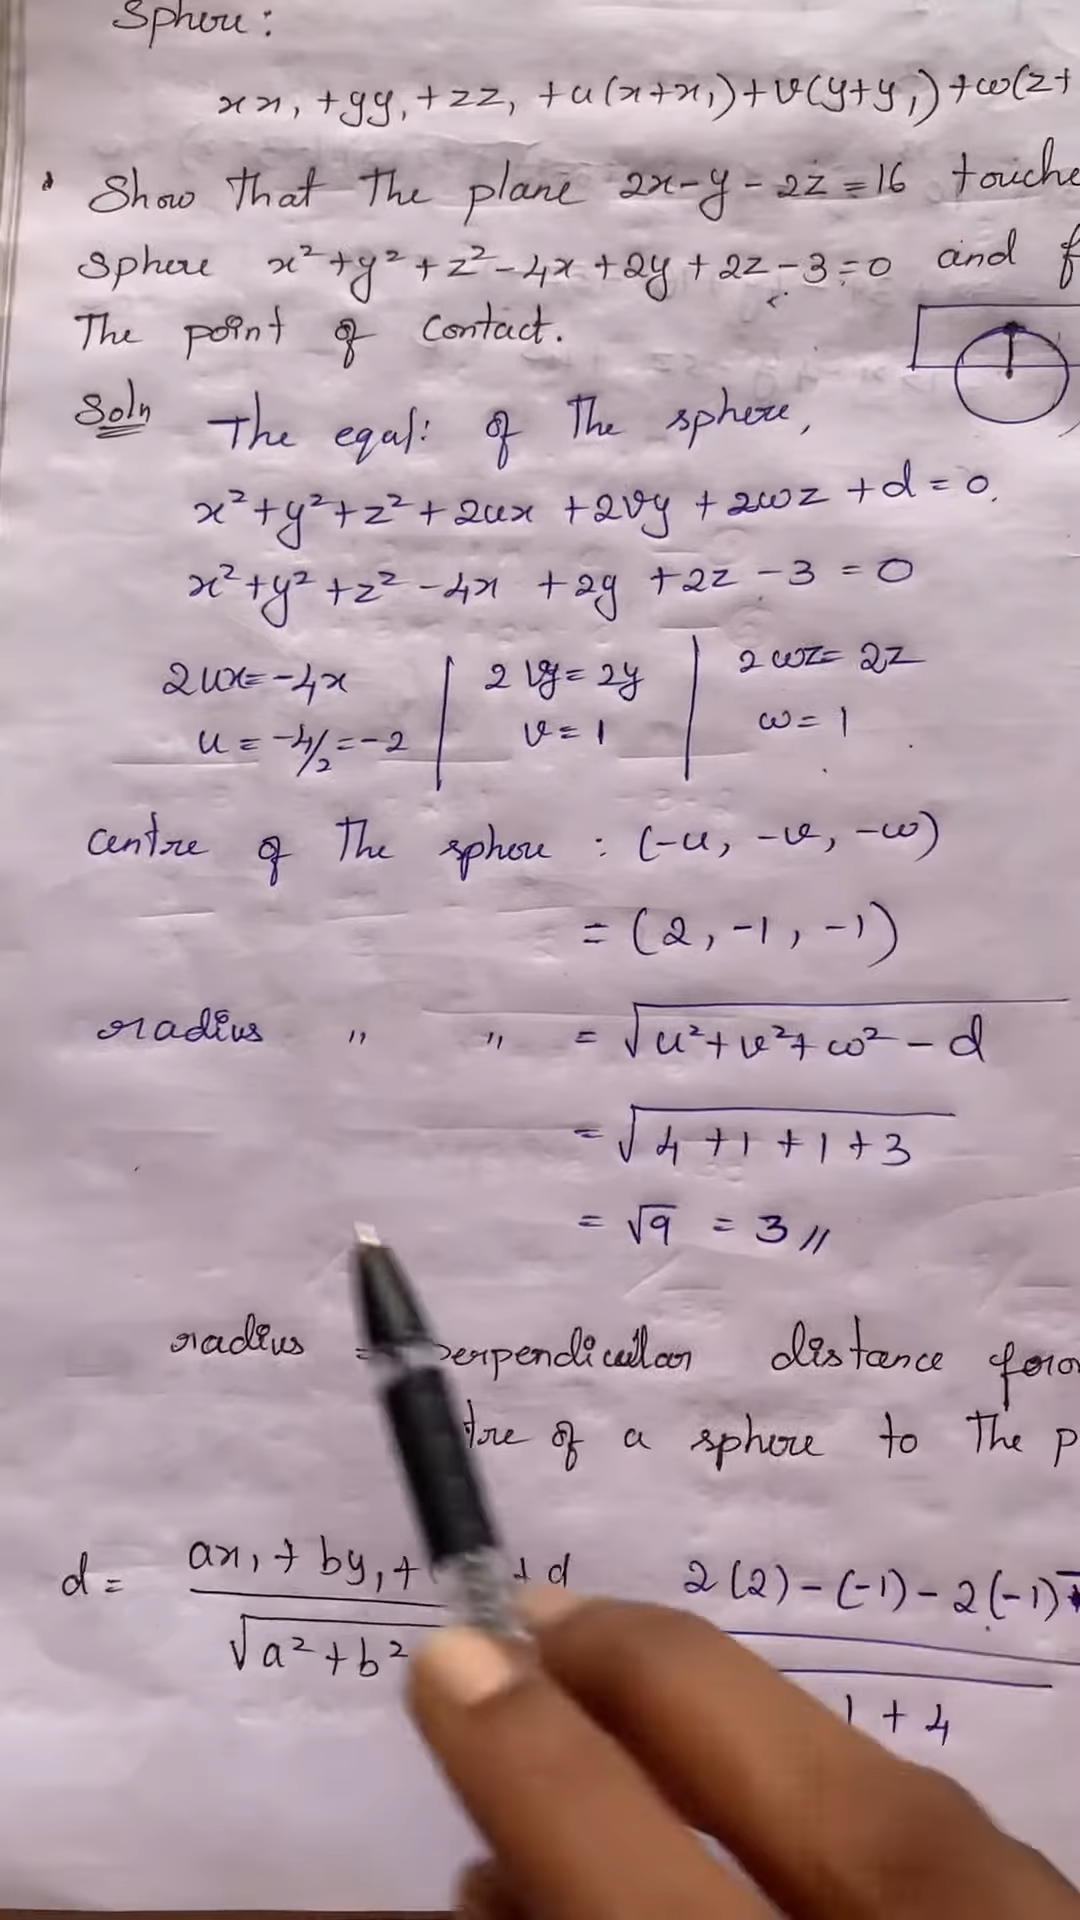 Sphere:
xx₁ + yy₁ + zz₁ + u(x+x₁) + v(y+y₁) + w(z+
Show that the plane 2x-y-2z=16 touche
sphere x²+y²+z²-4x+2y+2z-3=0 and f
The point of contact.
Soln The equal: of the sphere,
x²+y²+z²+2ux+2vy+2wz+d=0.
x²+y²+z²-4x+2y+2z-3=0
2ux=-4x | 2vy=2y | 2wz=2z
u=-4/2=-2 | v=1 | w=1
centre of the sphere : (-u, -v, -w)
= (2, -1, -1)
radius " " = √u²+v²+w²-d
= √4+1+1+3
= √9 = 3//
radius = perpendicular distance from
tre of a sphere to the p
d= ax₁+by₁+ +d 2(2)-(-1)-2(-1)
√a²+b² 1+4